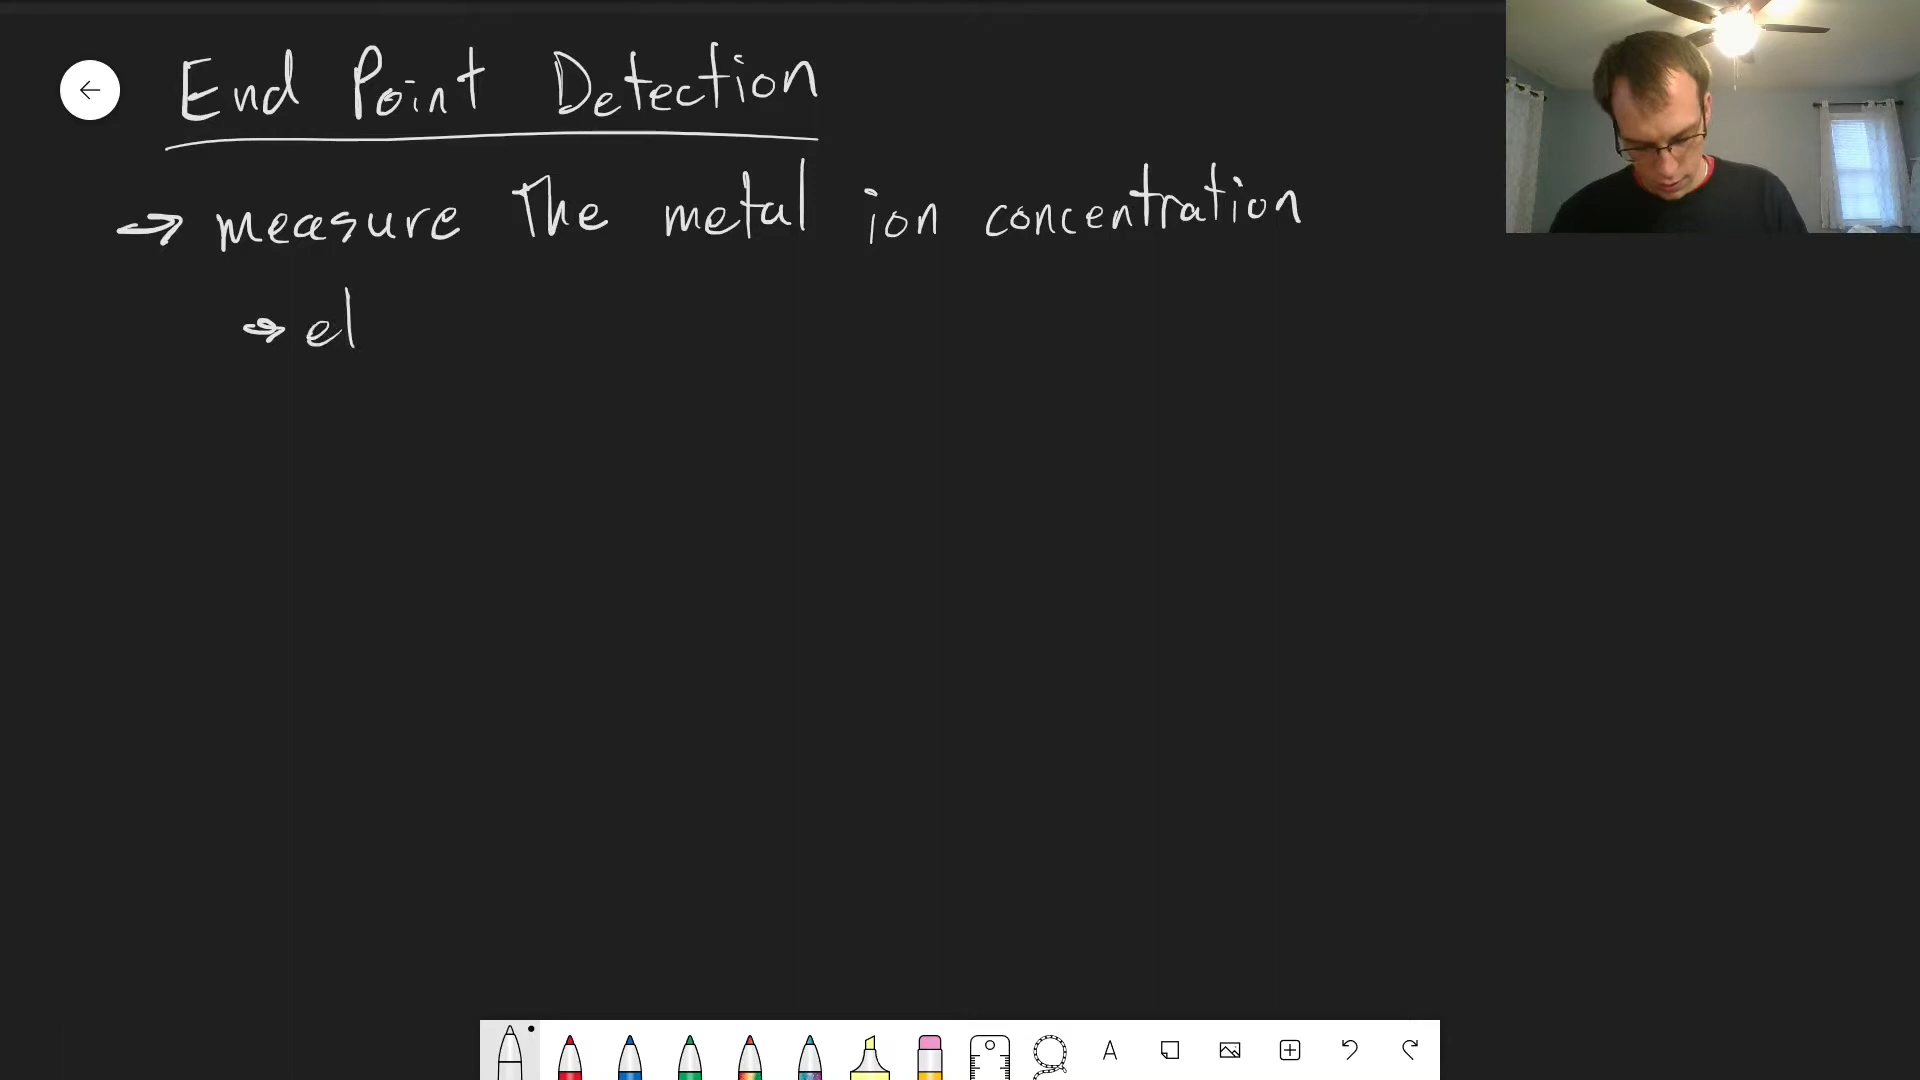 End Point Detection
→ measure The metal ion concentration
→ el
A